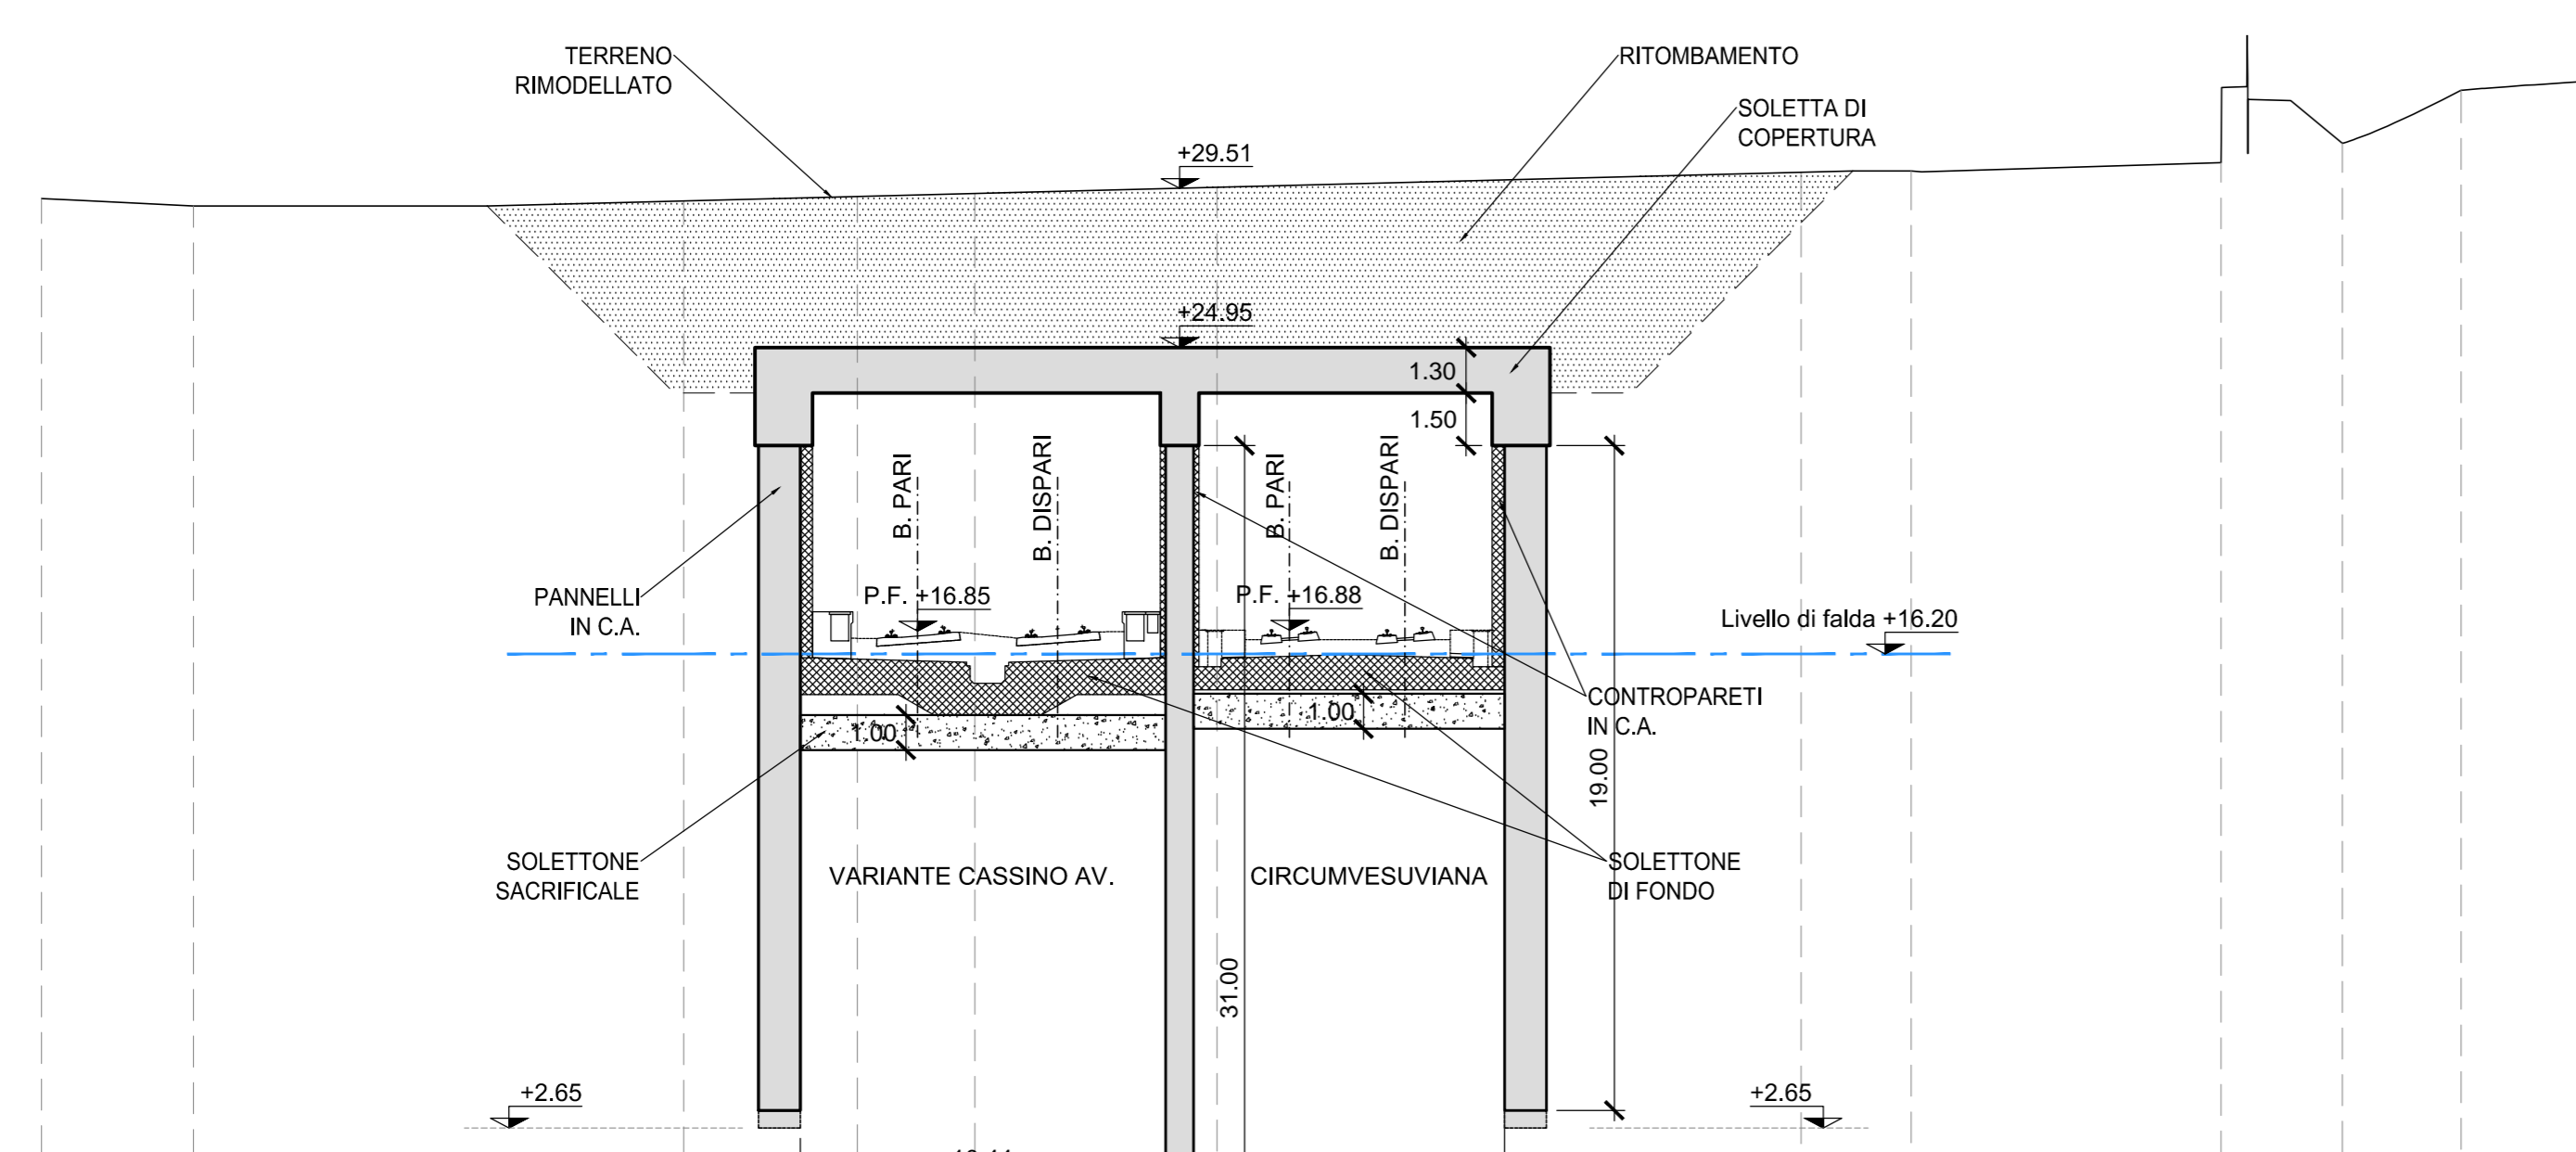 TERRENO
RIMODELLATO
RITOMBAMENTO
SOLETTA DI
COPERTURA
+29.51
+24.95
1.30
1.50
B. PARI
B. DISPARI
B. PARI
B. DISPARI
PANNELLI
IN C.A.
P.F. +16.85
P.F. +16.88
Livello di falda +16.20
CONTROPARETI
IN C.A.
1.00
1.00
19.00
SOLETTONE
SACRIFICALE
VARIANTE CASSINO AV.
CIRCUMVESUVIANA
SOLETTONE
DI FONDO
31.00
+2.65
+2.65